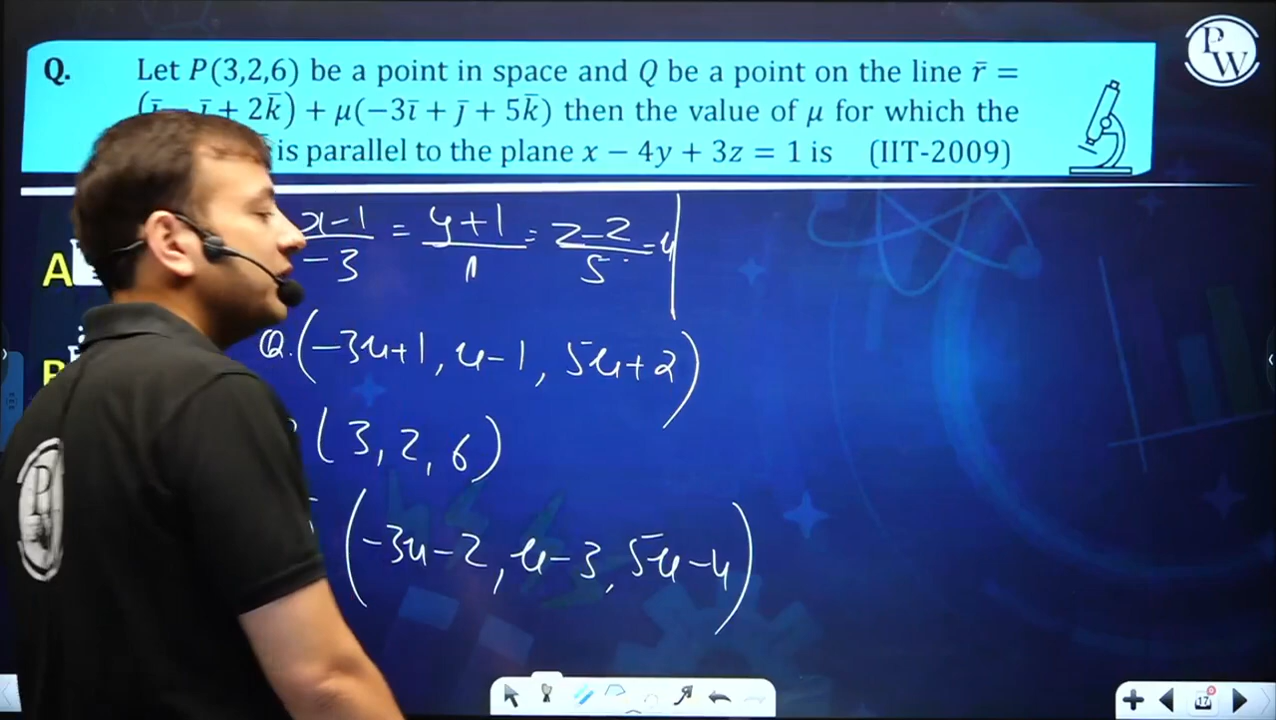 Q. Let P(3,2,6) be a point in space and Q be a point on the line r̄ =
(ī − j̄ + 2k̄) + μ(−3ī + j̄ + 5k̄) then the value of μ for which the
is parallel to the plane x − 4y + 3z = 1 is (IIT-2009)
PW
A
x-1/-3 = y+1/1 = z-2/5 = μ
B
Q.(-3μ+1, μ-1, 5μ+2)
(3, 2, 6)
(-3μ-2, μ-3, 5μ-4)
17